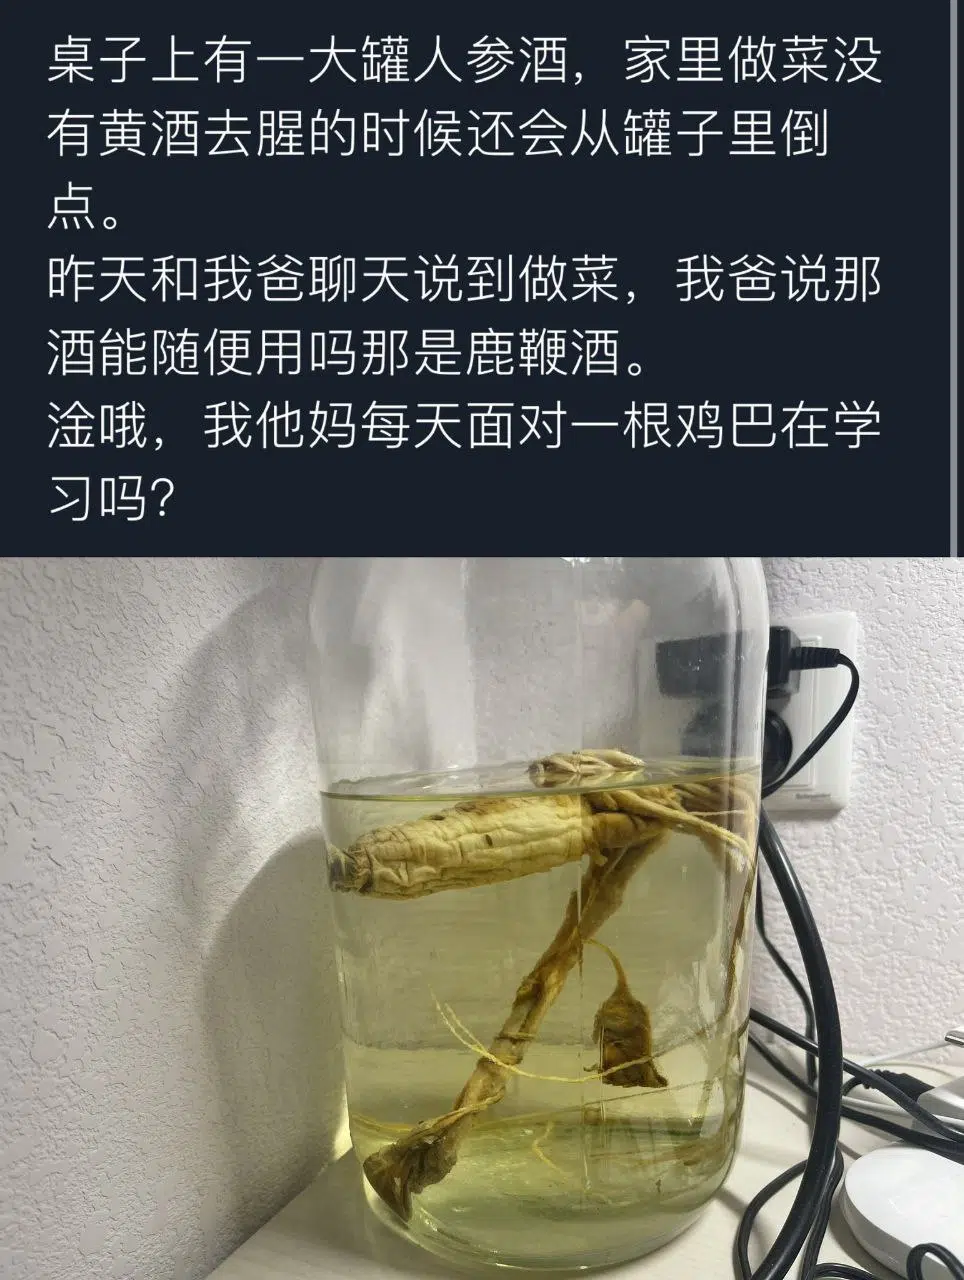 桌子上有一大罐人参酒，家里做菜没
有黄酒去腥的时候还会从罐子里倒
点。
昨天和我爸聊天说到做菜，我爸说那
酒能随便用吗那是鹿鞭酒。
淦哦，我他妈每天面对一根鸡巴在学
习吗？